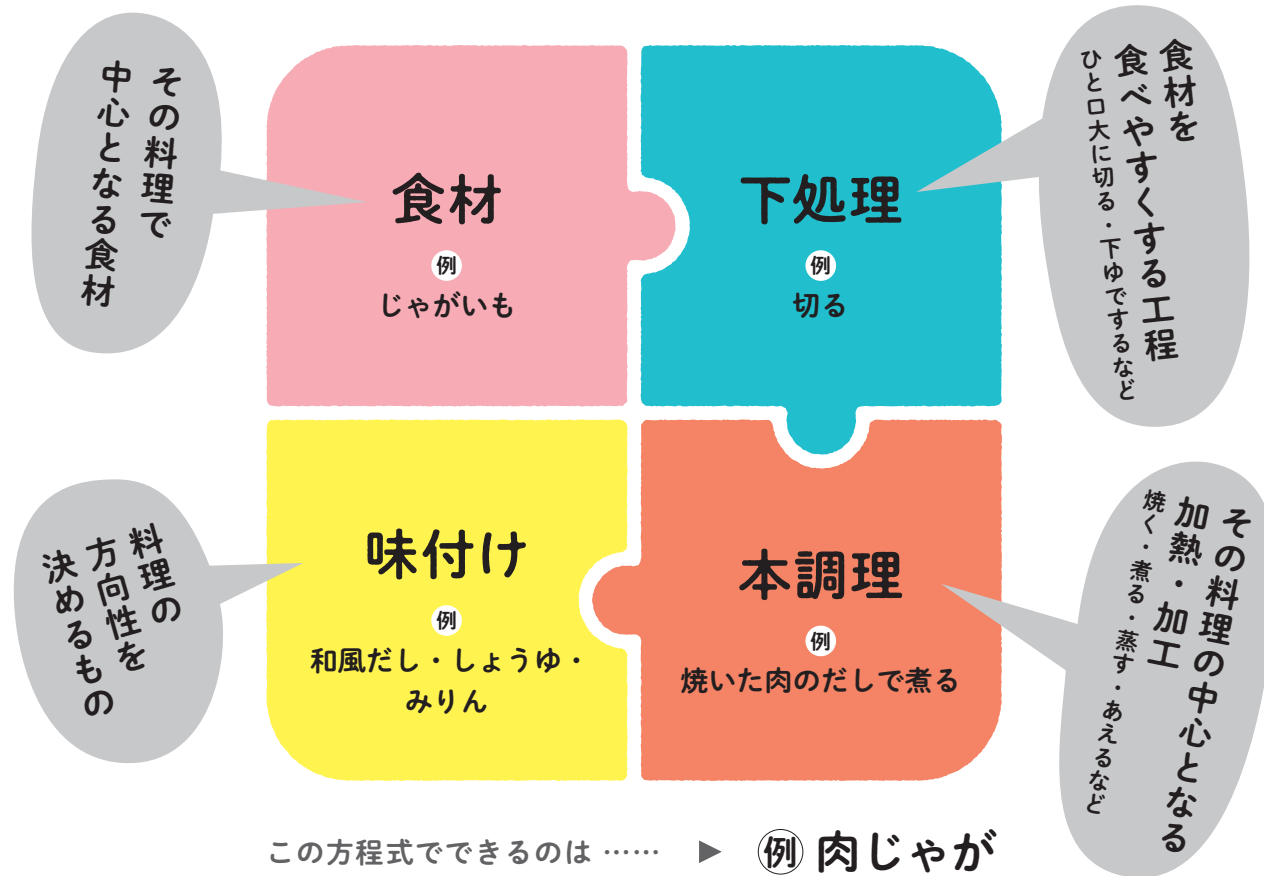 その料理で
中心となる食材
食材
例
じゃがいも
下処理
例
切る
食材を
食べやすくする工程
ひと口大に切る・下ゆでするなど
料理の
方向性を
決めるもの
味付け
例
和風だし・しょうゆ・
みりん
本調理
例
焼いた肉のだしで煮る
その料理の中心となる
加熱・加工
焼く・煮る・蒸す・あえるなど
この方程式でできるのは …… ▶ 例 肉じゃが